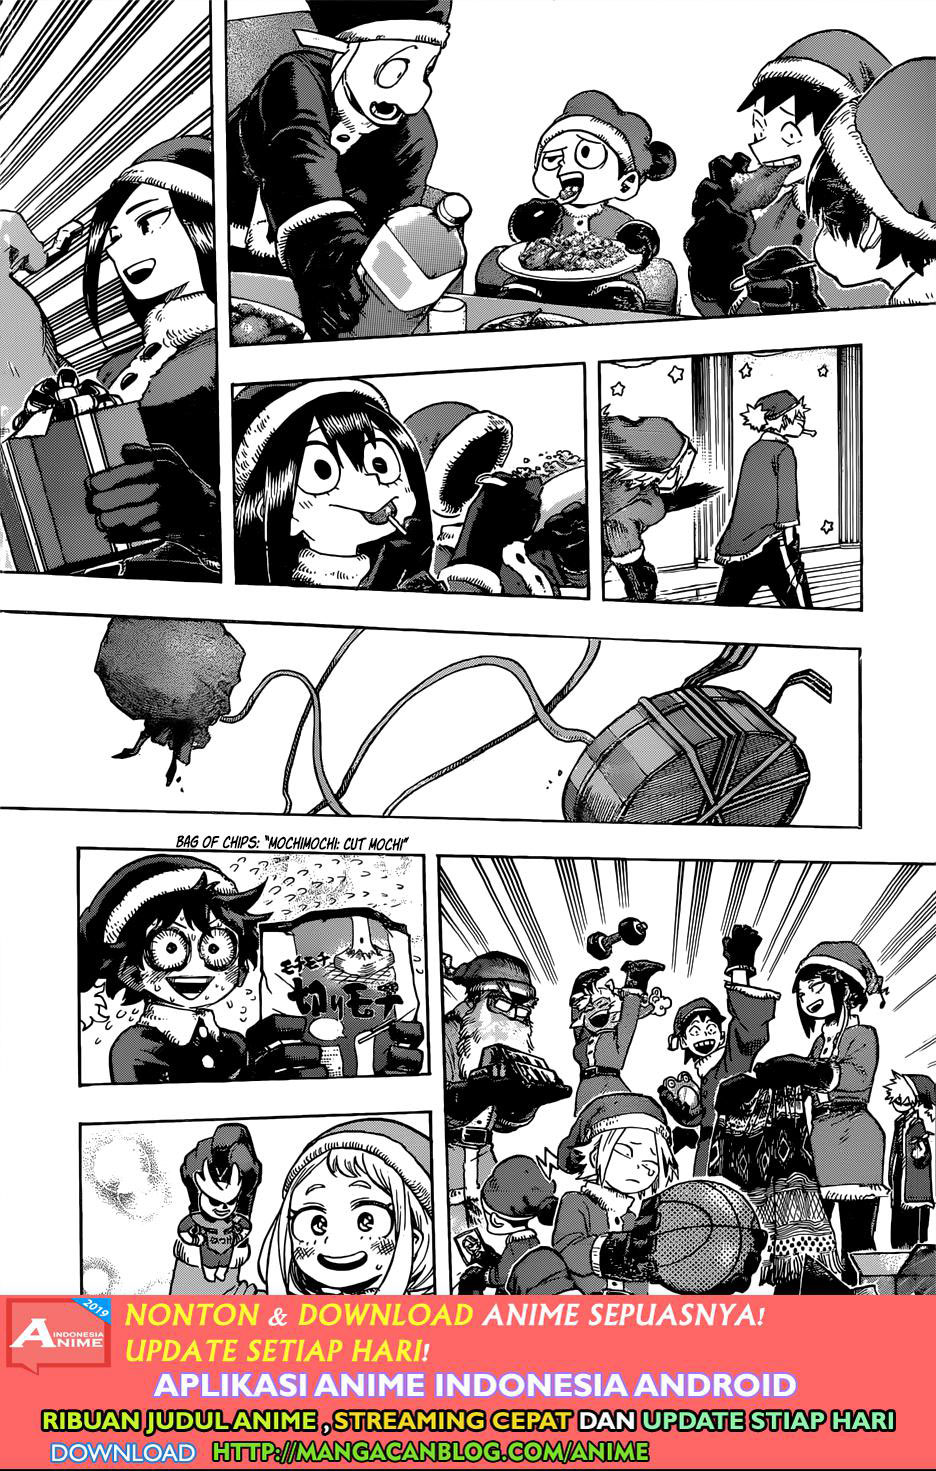 BAG OF CHIPS: "MOCHIMOCHI: CUT MOCHI"
モチモチ
切りモチ
2019
A INDONESIA
ANIME
NONTON & DOWNLOAD ANIME SEPUASNYA!
UPDATE SETIAP HARI!
APLIKASI ANIME INDONESIA ANDROID
RIBUAN JUDUL ANIME , STREAMING CEPAT DAN UPDATE STIAP HARI
DOWNLOAD HTTP://MANGACANBLOG.COM/ANIME